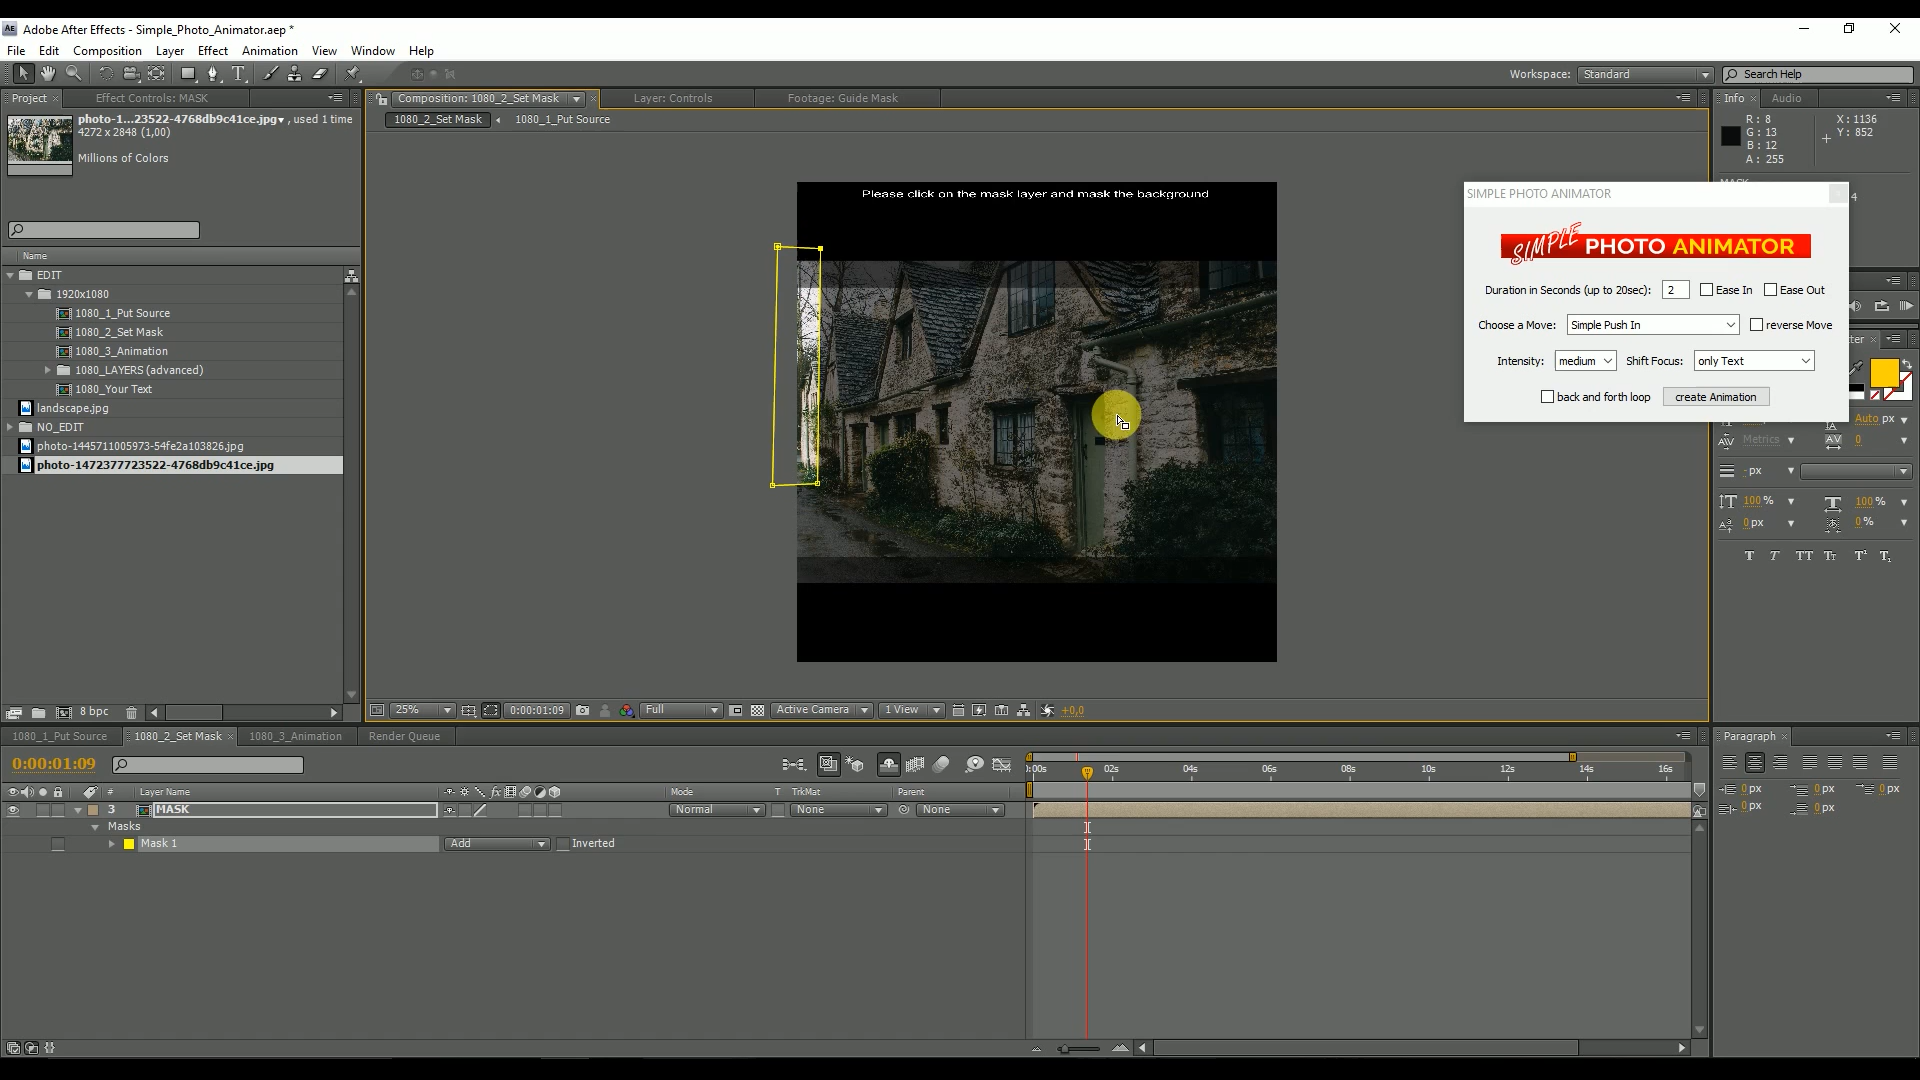 Adobe After Effects - Simple_Photo_Animator.aep *
File Edit Composition Layer Effect Animation View Window Help
Workspace: Standard Search Help
Project Effect Controls: MASK
Composition: 1080_2_Set Mask Layer: Controls Footage: Guide Mask
Info Audio
photo-1...23522-4768db9c41ce.jpg, used 1 time
4272 x 2848 (1,00)
Millions of Colors
1080_2_Set Mask 1080_1_Put Source
R: 8 X: 1136
G: 13 Y: 852
B: 12
A: 255
Name
EDIT
1920x1080
1080_1_Put Source
1080_2_Set Mask
1080_3_Animation
1080_LAYERS (advanced)
1080_Your Text
landscape.jpg
NO_EDIT
photo-1445711005973-54fe2a103826.jpg
photo-1472377723522-4768db9c41ce.jpg
8 bpc
Please click on the mask layer and mask the background
SIMPLE PHOTO ANIMATOR
SIMPLE PHOTO ANIMATOR
Duration in Seconds (up to 20sec): 2 Ease In Ease Out
Choose a Move: Simple Push In reverse Move
Intensity: medium Shift Focus: only Text
back and forth loop create Animation
Auto px
Metrics 0
- px
100 % 100 %
0 px 0 %
T T TT Tt T¹ T₁
25% 0:00:01:09 Full Active Camera 1 View +0,0
1080_1_Put Source 1080_2_Set Mask 1080_3_Animation Render Queue
0:00:01:09
:00s 02s 04s 06s 08s 10s 12s 14s 16s
# Layer Name fx Mode T TrkMat Parent
3 MASK Normal None None
Masks
Mask 1 Add Inverted
Paragraph
0 px 0 px 0 px
0 px 0 px